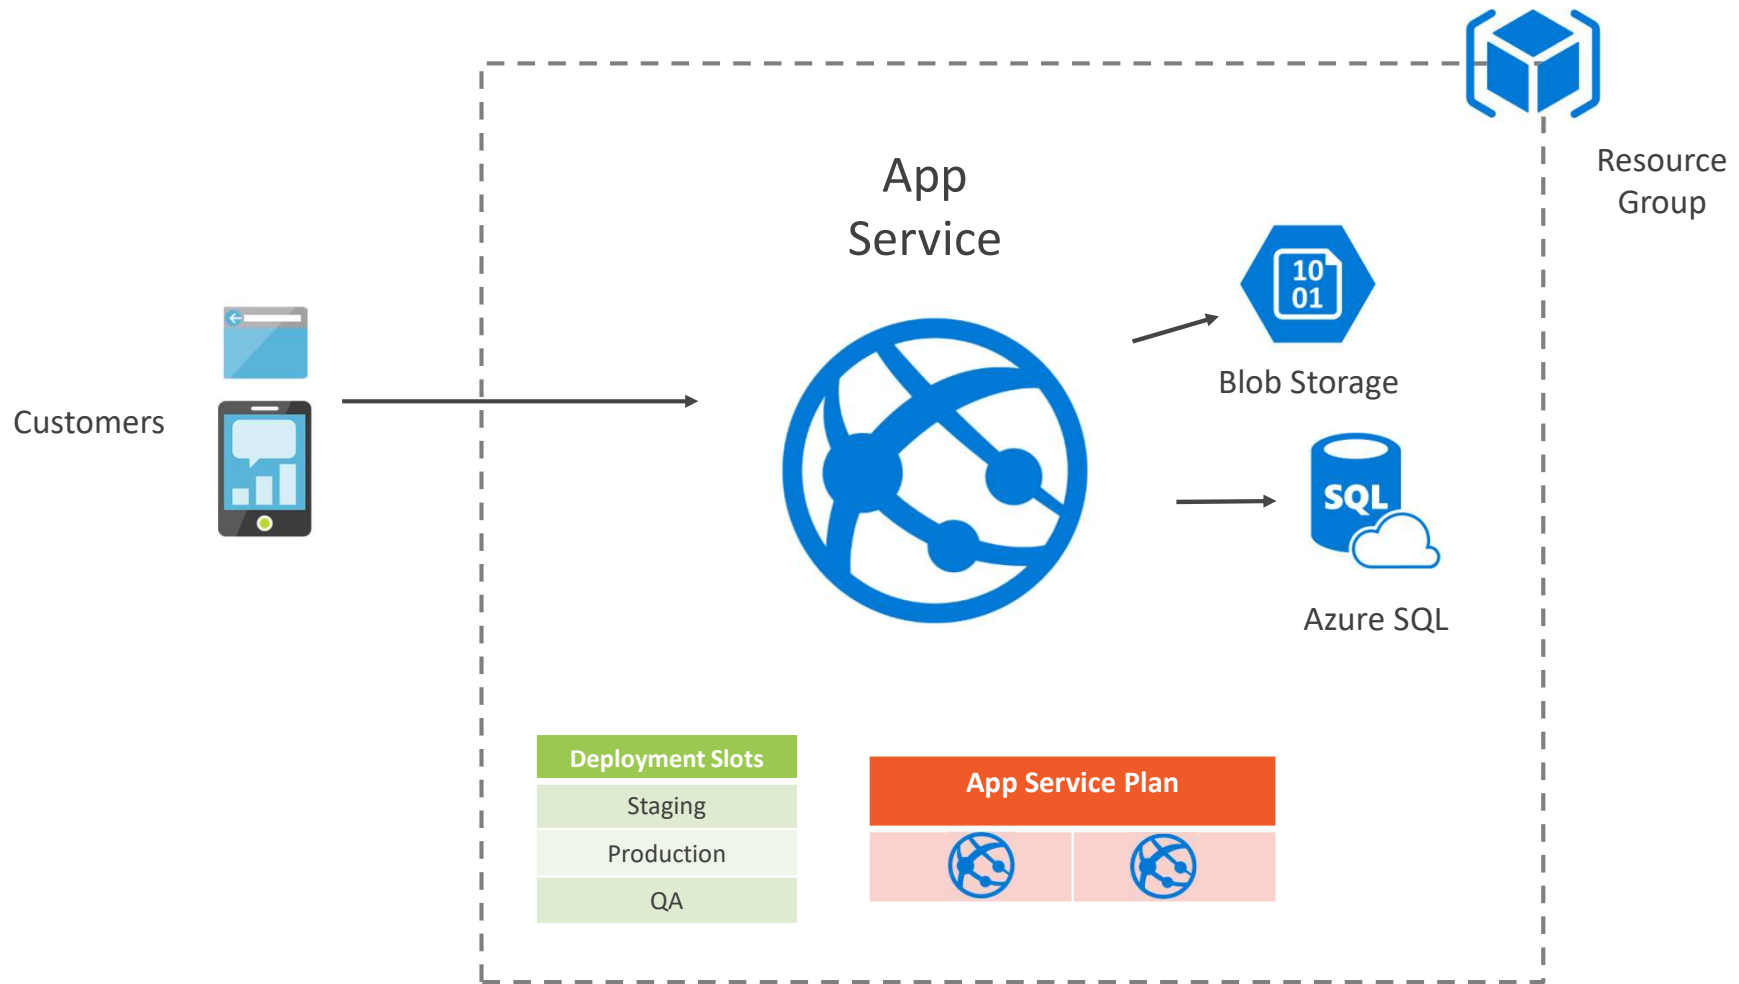 Resource
Group
App
Service
10
01
Blob Storage
Customers
SQL
Azure SQL
Deployment Slots
Staging
Production
QA
App Service Plan